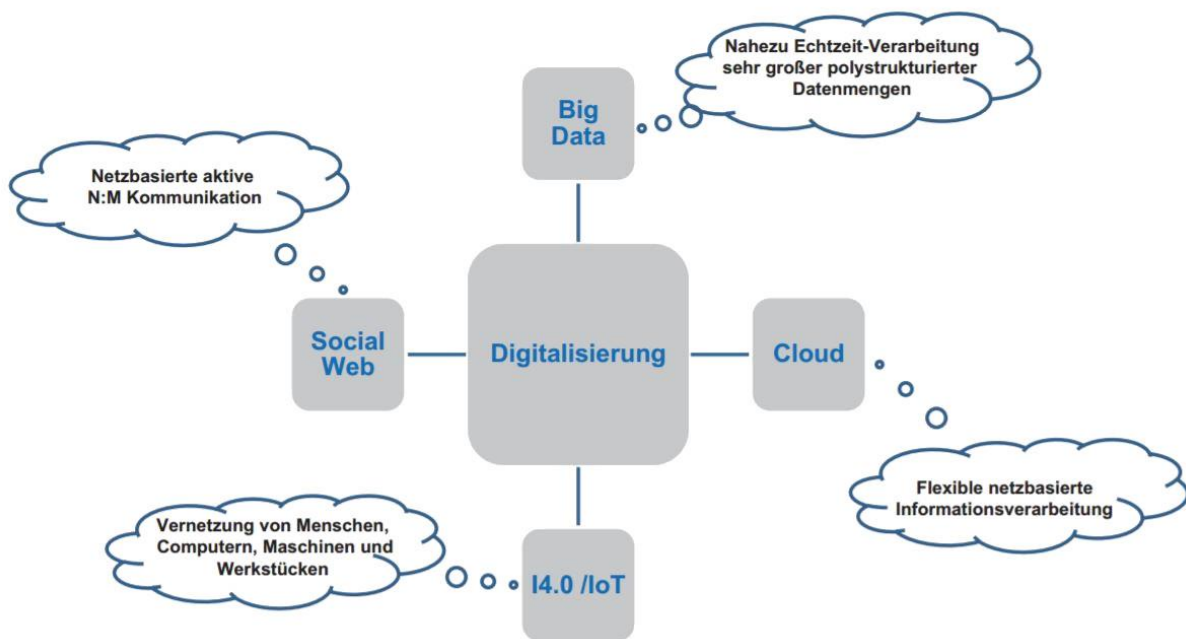 Nahezu Echtzeit-Verarbeitung
sehr großer polystrukturierter
Datenmengen
Big
Data
Netzbasierte aktive
N:M Kommunikation
Social
Web
Digitalisierung
Cloud
Flexible netzbasierte
Informationsverarbeitung
Vernetzung von Menschen,
Computern, Maschinen und
Werkstücken
I4.0 /IoT